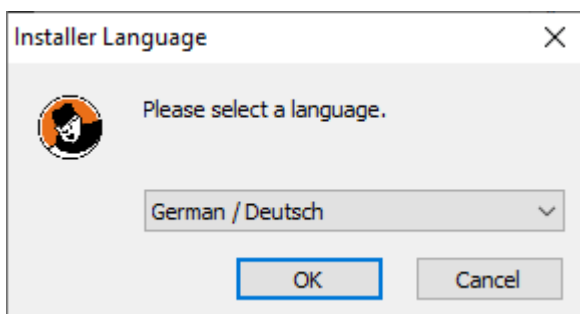 Installer Language
Please select a language.
German / Deutsch
OK
Cancel